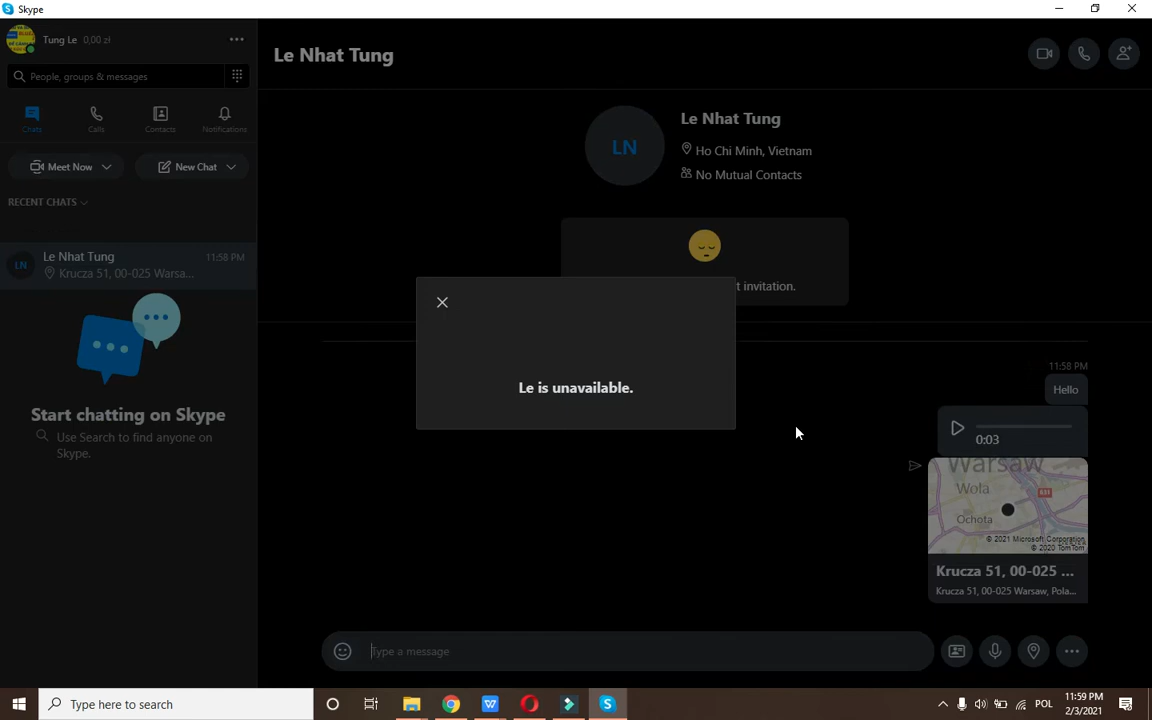 Skype
Tung Le 0,00 zł
People, groups & messages
Chats
Calls
Contacts
Notifications
Meet Now
New Chat
RECENT CHATS
LN
Le Nhat Tung
11:58 PM
Krucza 51, 00-025 Warsa...
Start chatting on Skype
Use Search to find anyone on
Skype.
Le Nhat Tung
LN
Le Nhat Tung
Ho Chi Minh, Vietnam
No Mutual Contacts
t invitation.
Le is unavailable.
11:58 PM
Hello
0:03
Warsaw
Wola
Ochota
© 2021 Microsoft Corporation
© 2020 TomTom
Krucza 51, 00-025 ...
Krucza 51, 00-025 Warsaw, Pola...
Type a message
Type here to search
POL
11:59 PM
2/3/2021